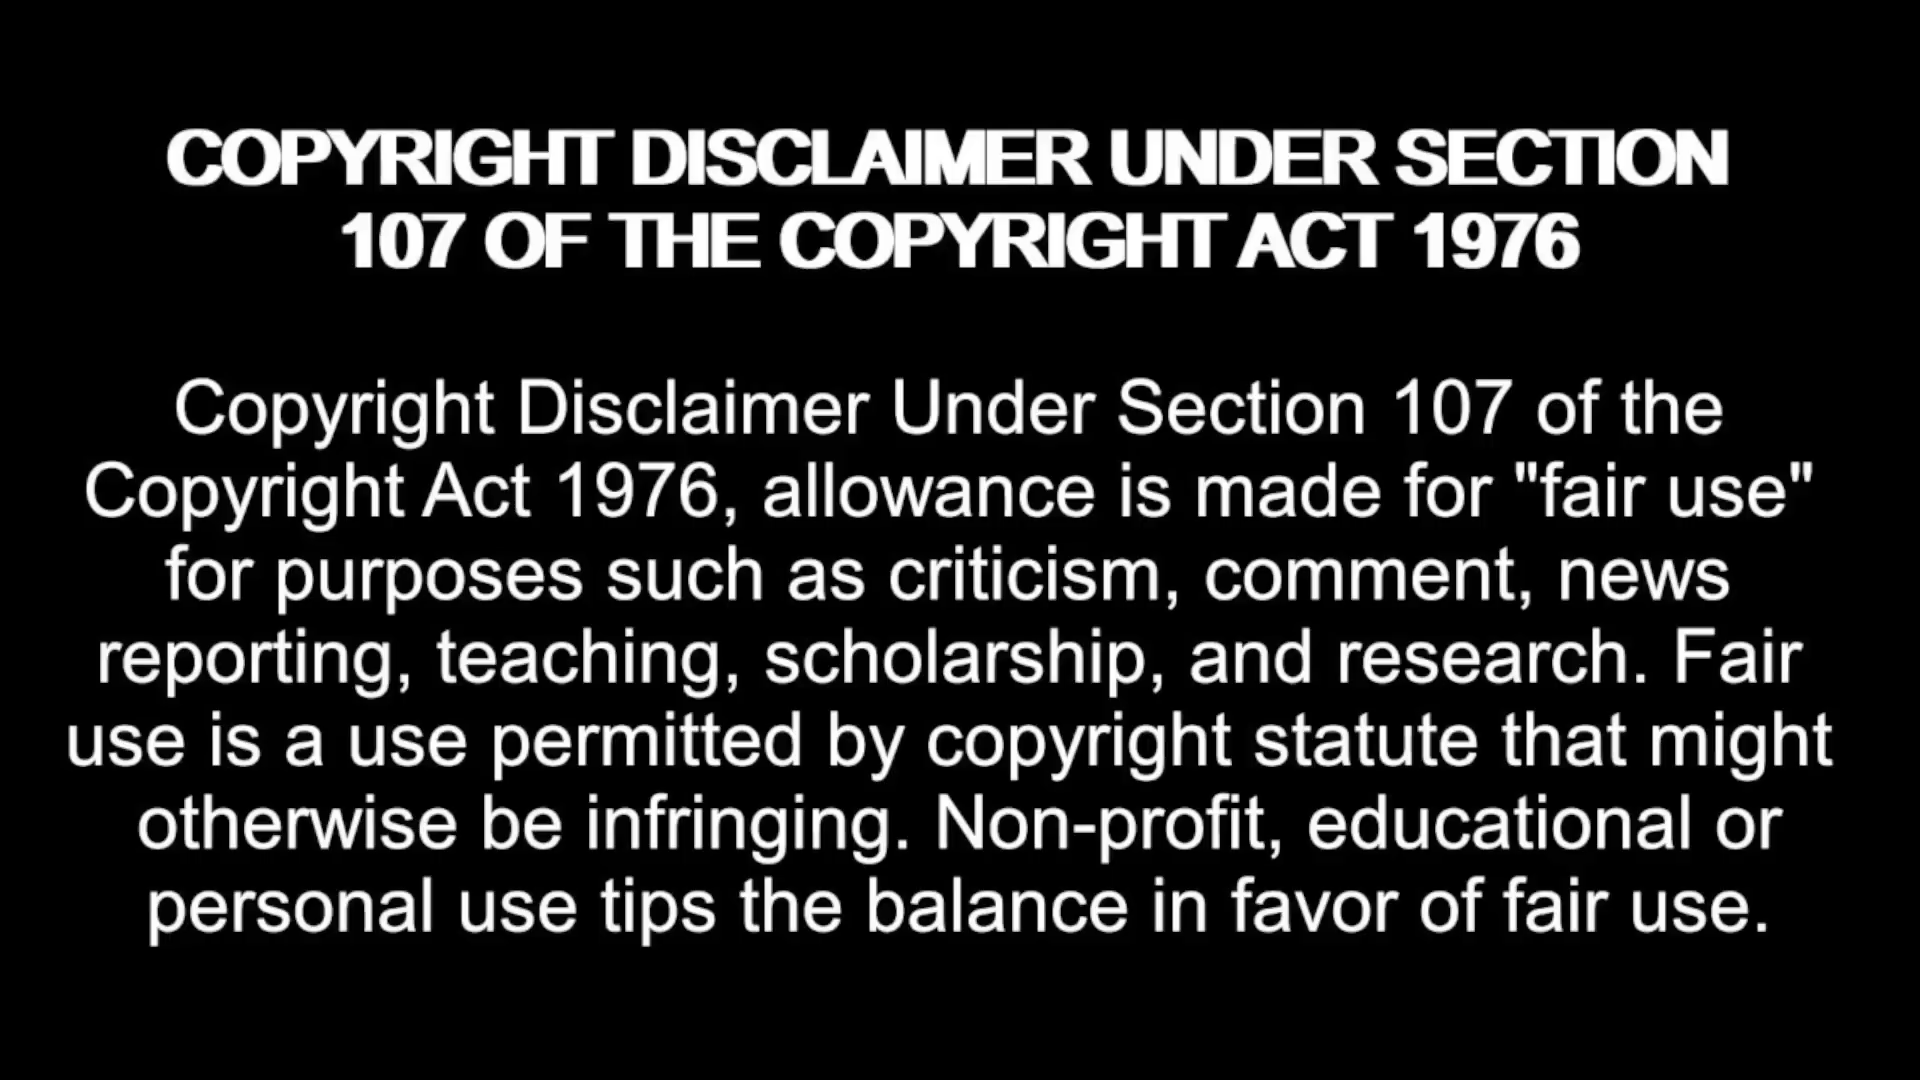 COPYRIGHT DISCLAIMER UNDER SECTION
107 OF THE COPYRIGHT ACT 1976
Copyright Disclaimer Under Section 107 of the
Copyright Act 1976, allowance is made for "fair use"
for purposes such as criticism, comment, news
reporting, teaching, scholarship, and research. Fair
use is a use permitted by copyright statute that might
otherwise be infringing. Non-profit, educational or
personal use tips the balance in favor of fair use.